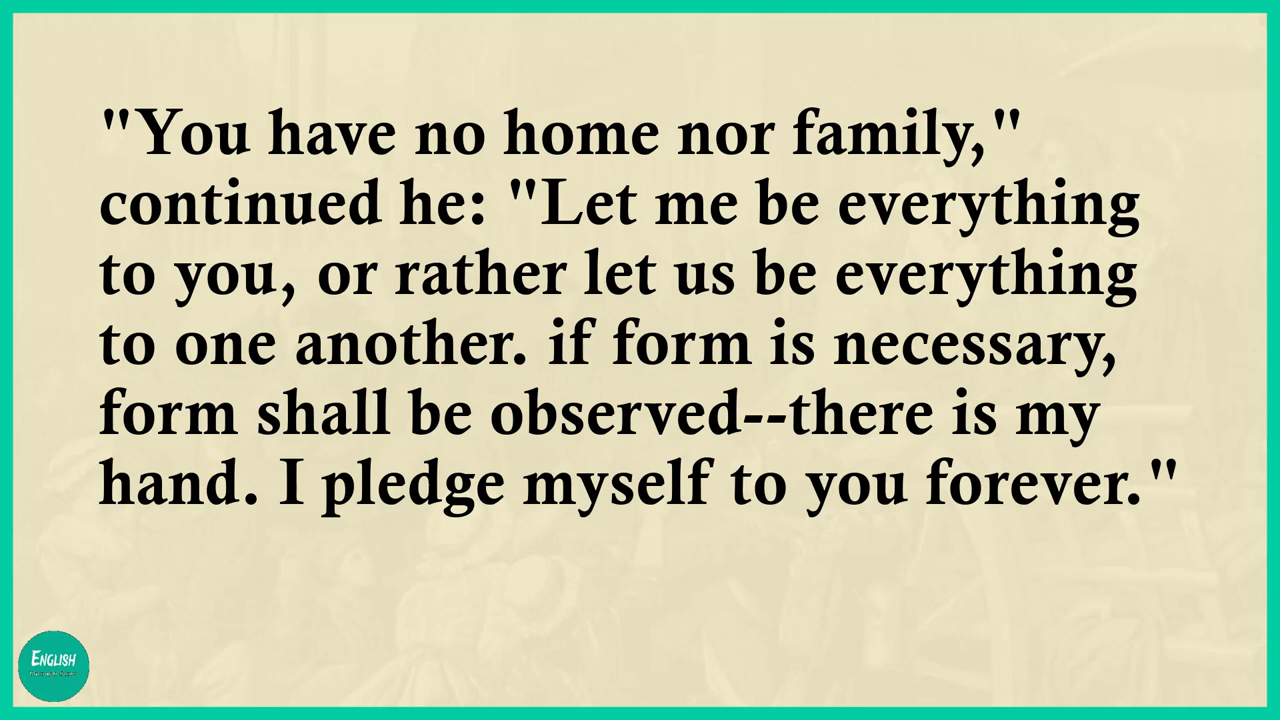 "You have no home nor family,"
continued he: "Let me be everything
to you, or rather let us be everything
to one another. if form is necessary,
form shall be observed--there is my
hand. I pledge myself to you forever."
ENGLISH